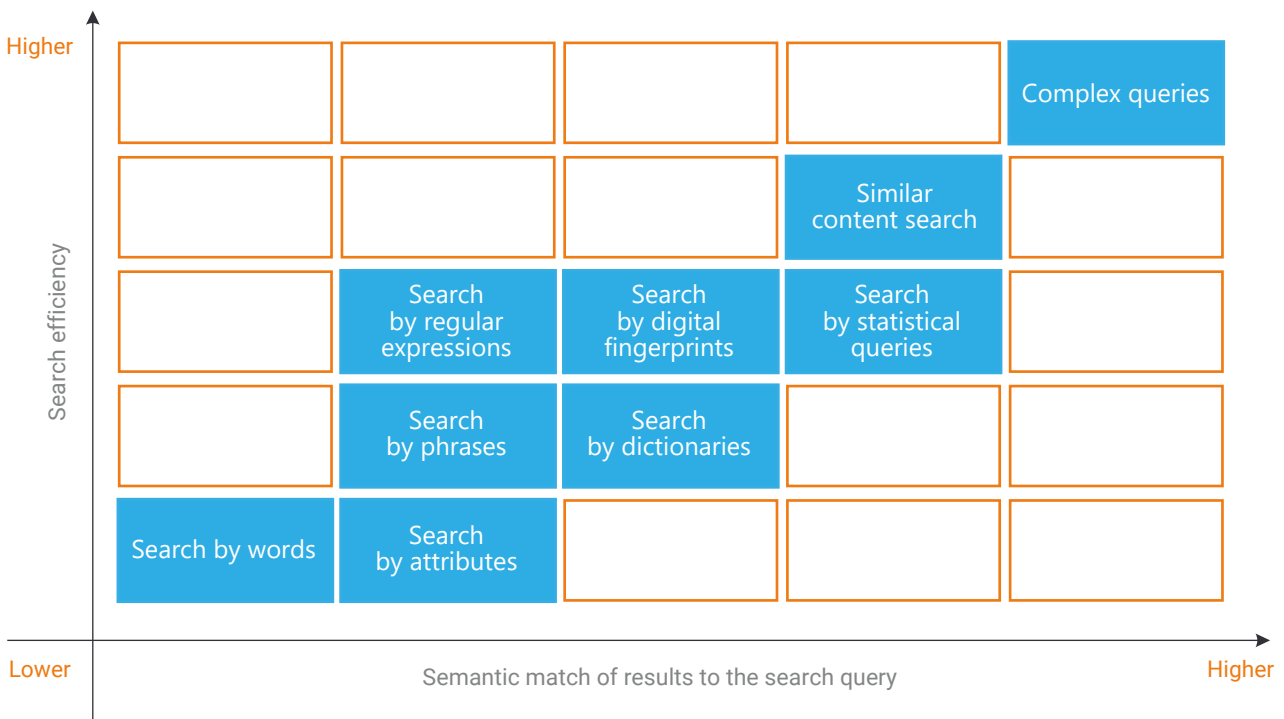 Higher
Complex queries
Similar
content search
Search efficiency
Search
by regular
expressions
Search
by digital
fingerprints
Search
by statistical
queries
Search
by phrases
Search
by dictionaries
Search by words
Search
by attributes
Lower
Semantic match of results to the search query
Higher